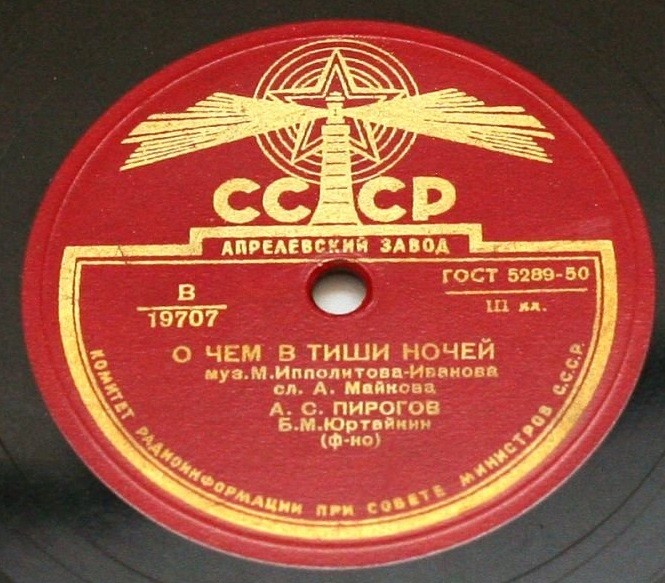 СССР
АПРЕЛЕВСКИЙ ЗАВОД
В
19707
ГОСТ 5289-50
III кл.
О ЧЕМ В ТИШИ НОЧЕЙ
муз.М.Ипполитова-Иванова
сл. А. Майкова
А. С. ПИРОГОВ
Б.М.Юртайкин
(ф-но)
КОМИТЕТ РАДИОИНФОРМАЦИИ ПРИ СОВЕТЕ МИНИСТРОВ С.С.С.Р.